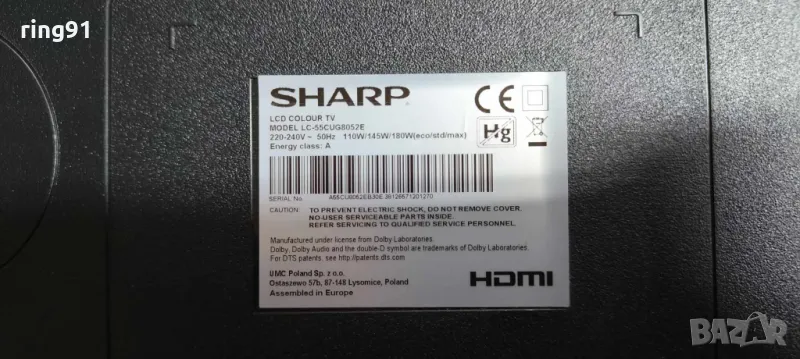 ring91
SHARP
LCD COLOUR TV
MODEL LC-55CUG8052E
220-240V ~ 50Hz 110W/145W/180W(eco/std/max)
Energy class: A
CE
Hg
SERIAL No.
CAUTION: TO PREVENT ELECTRIC SHOCK, DO NOT REMOVE COVER.
NO-USER SERVICEABLE PARTS INSIDE.
REFER SERVICING TO QUALIFIED SERVICE PERSONNEL.
Manufactured under license from Dolby Laboratories.
Dolby, Dolby Audio and the double-D symbol are trademarks of Dolby Laboratories.
For DTS patents, see http://patents.dts.com
UMC Poland Sp. z o.o.
Ostaszewo 57b, 87-148 Lysomice, Poland
Assembled in Europe
HDMI
BAZAR